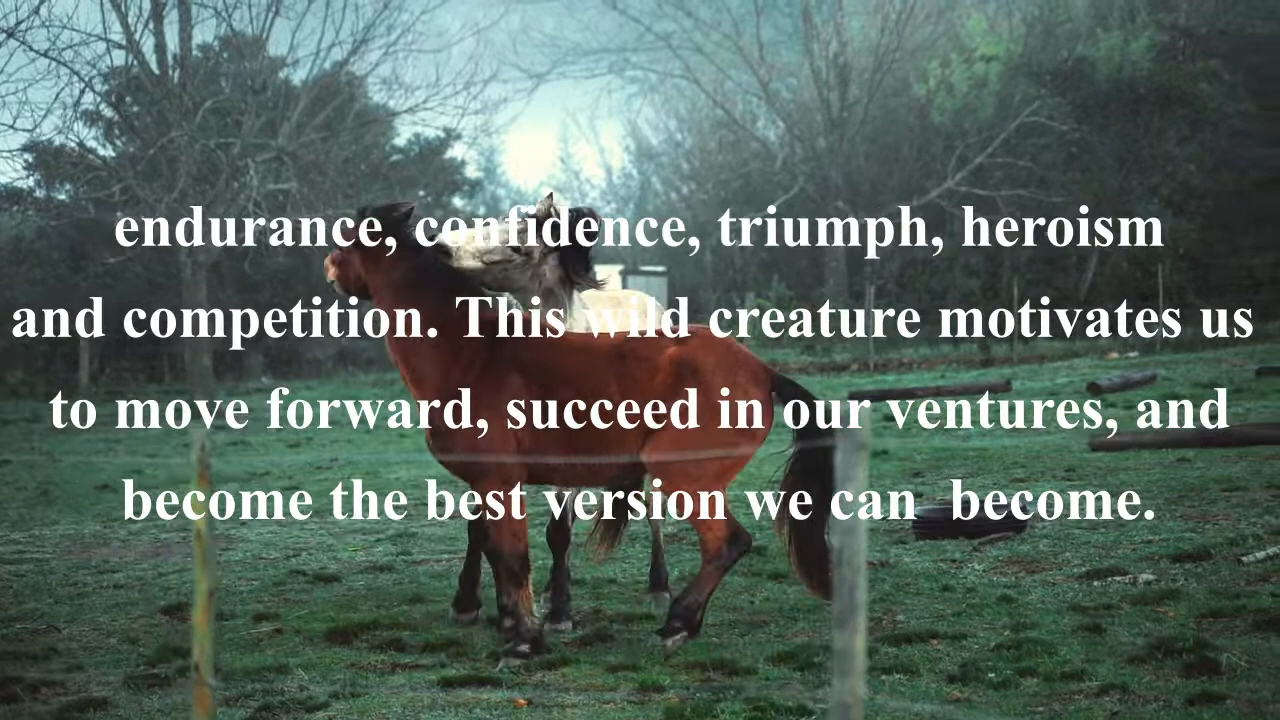 endurance, confidence, triumph, heroism
and competition. This wild creature motivates us
to move forward, succeed in our ventures, and
become the best version we can  become.